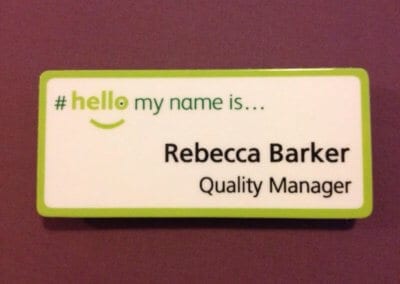 # hello my name is...
Rebecca Barker
Quality Manager